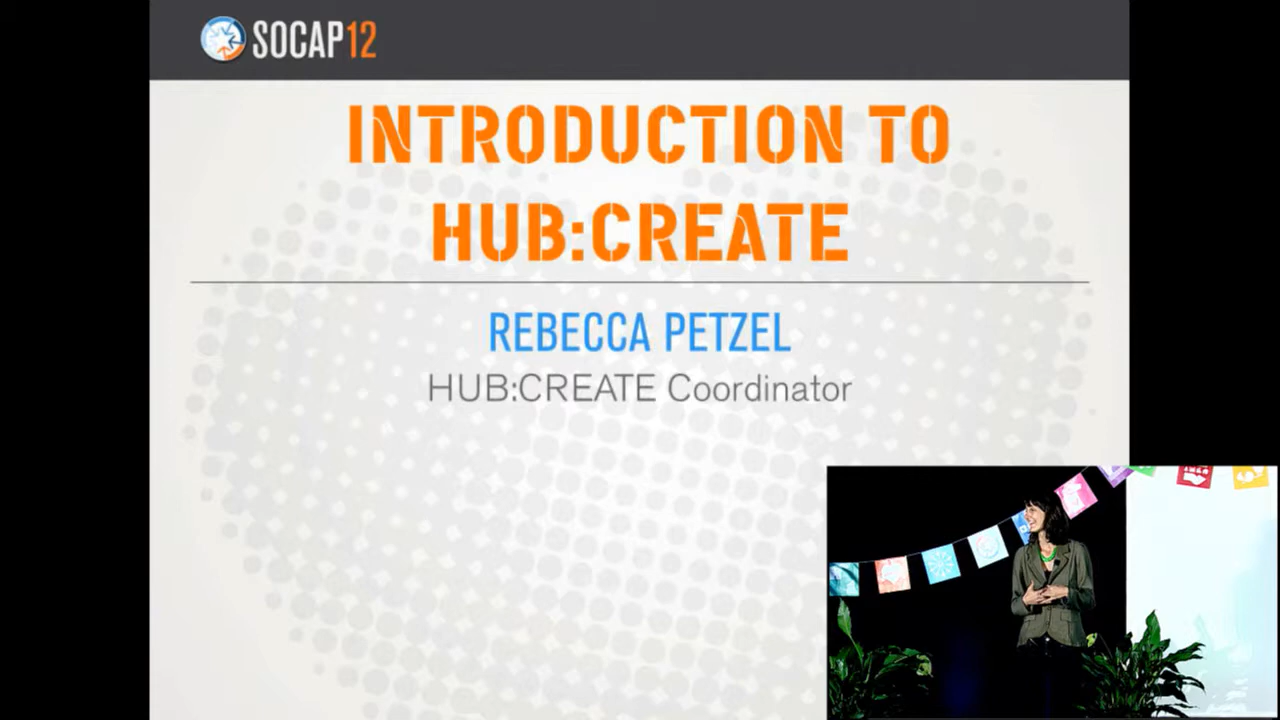 SOCAP12
INTRODUCTION TO
HUB:CREATE
REBECCA PETZEL
HUB:CREATE Coordinator